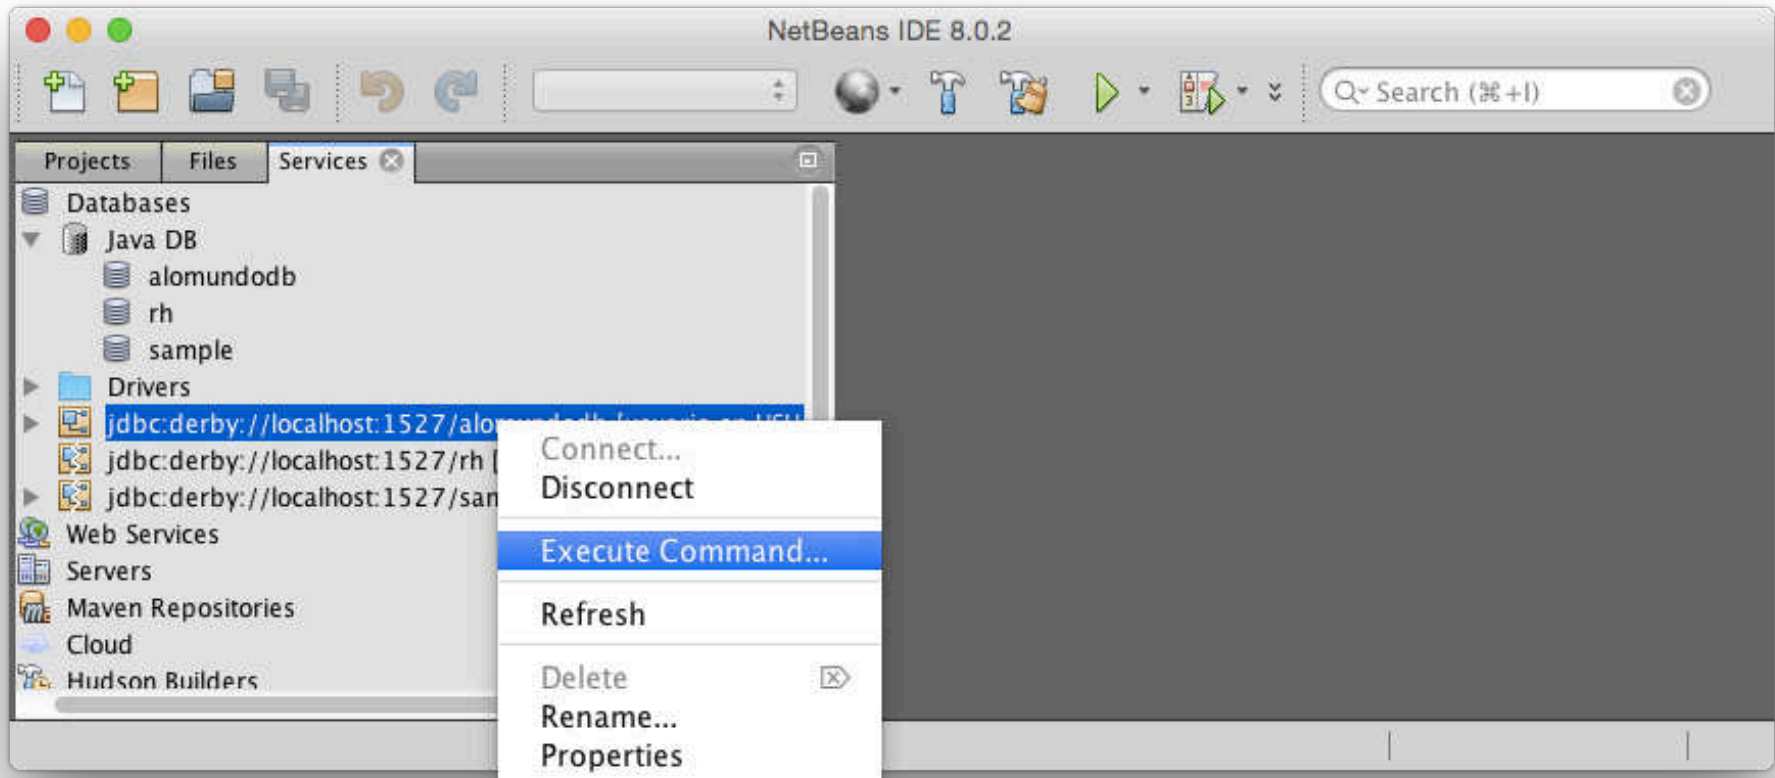 NetBeans IDE 8.0.2
Search (⌘+I)
Projects Files Services
Databases
Java DB
alomundodb
rh
sample
Drivers
jdbc:derby://localhost:1527/alomundodb
jdbc:derby://localhost:1527/rh [
jdbc:derby://localhost:1527/sam
Web Services
Servers
Maven Repositories
Cloud
Hudson Builders
Connect...
Disconnect
Execute Command...
Refresh
Delete
Rename...
Properties